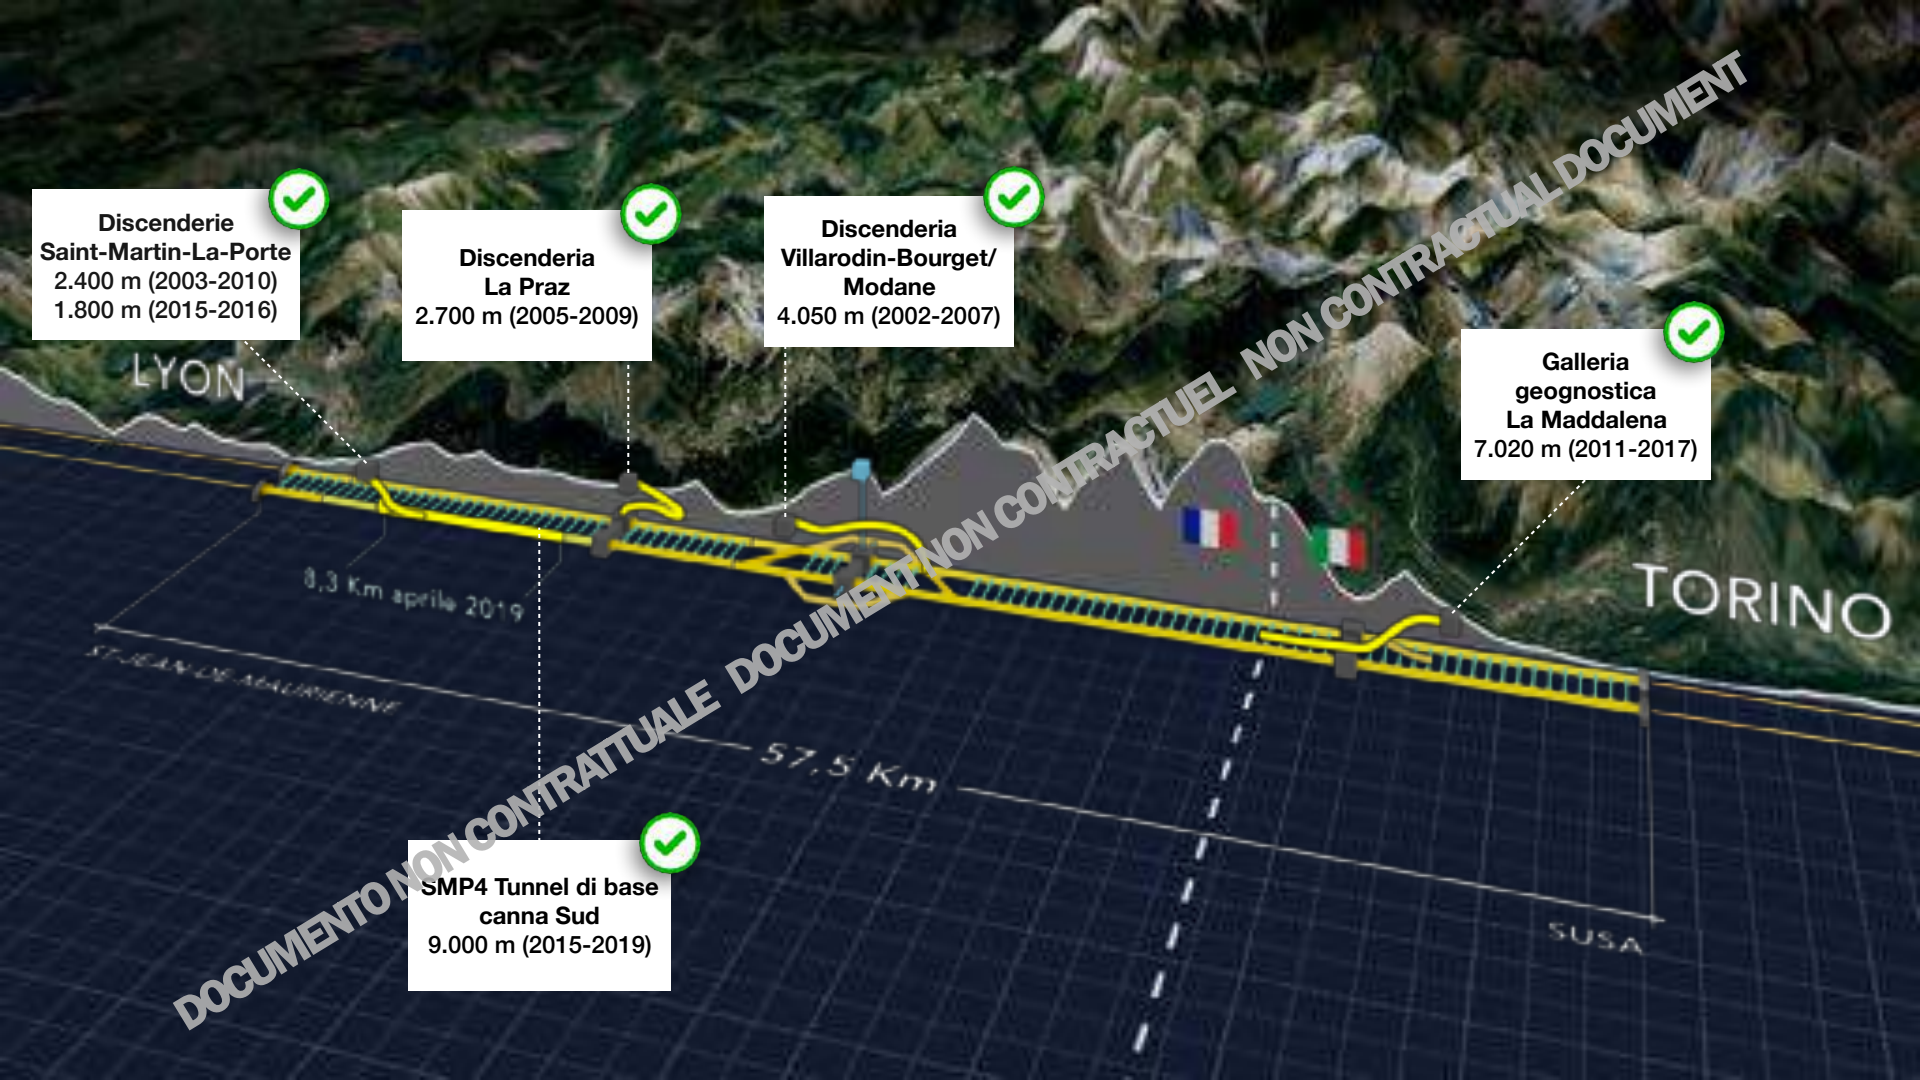 Discenderie
Saint-Martin-La-Porte
2.400 m (2003-2010)
1.800 m (2015-2016)
Discenderia
La Praz
2.700 m (2005-2009)
Discenderia
Villarodin-Bourget/
Modane
4.050 m (2002-2007)
Galleria
geognostica
La Maddalena
7.020 m (2011-2017)
LYON
TORINO
8,3 Km aprile 2019
ST-JEAN-DE-MAURIENNE
57,5 Km
SUSA
SMP4 Tunnel di base
canna Sud
9.000 m (2015-2019)
DOCUMENTO NON CONTRATTUALE DOCUMENT NON CONTRACTUEL NON CONTRACTUAL DOCUMENT